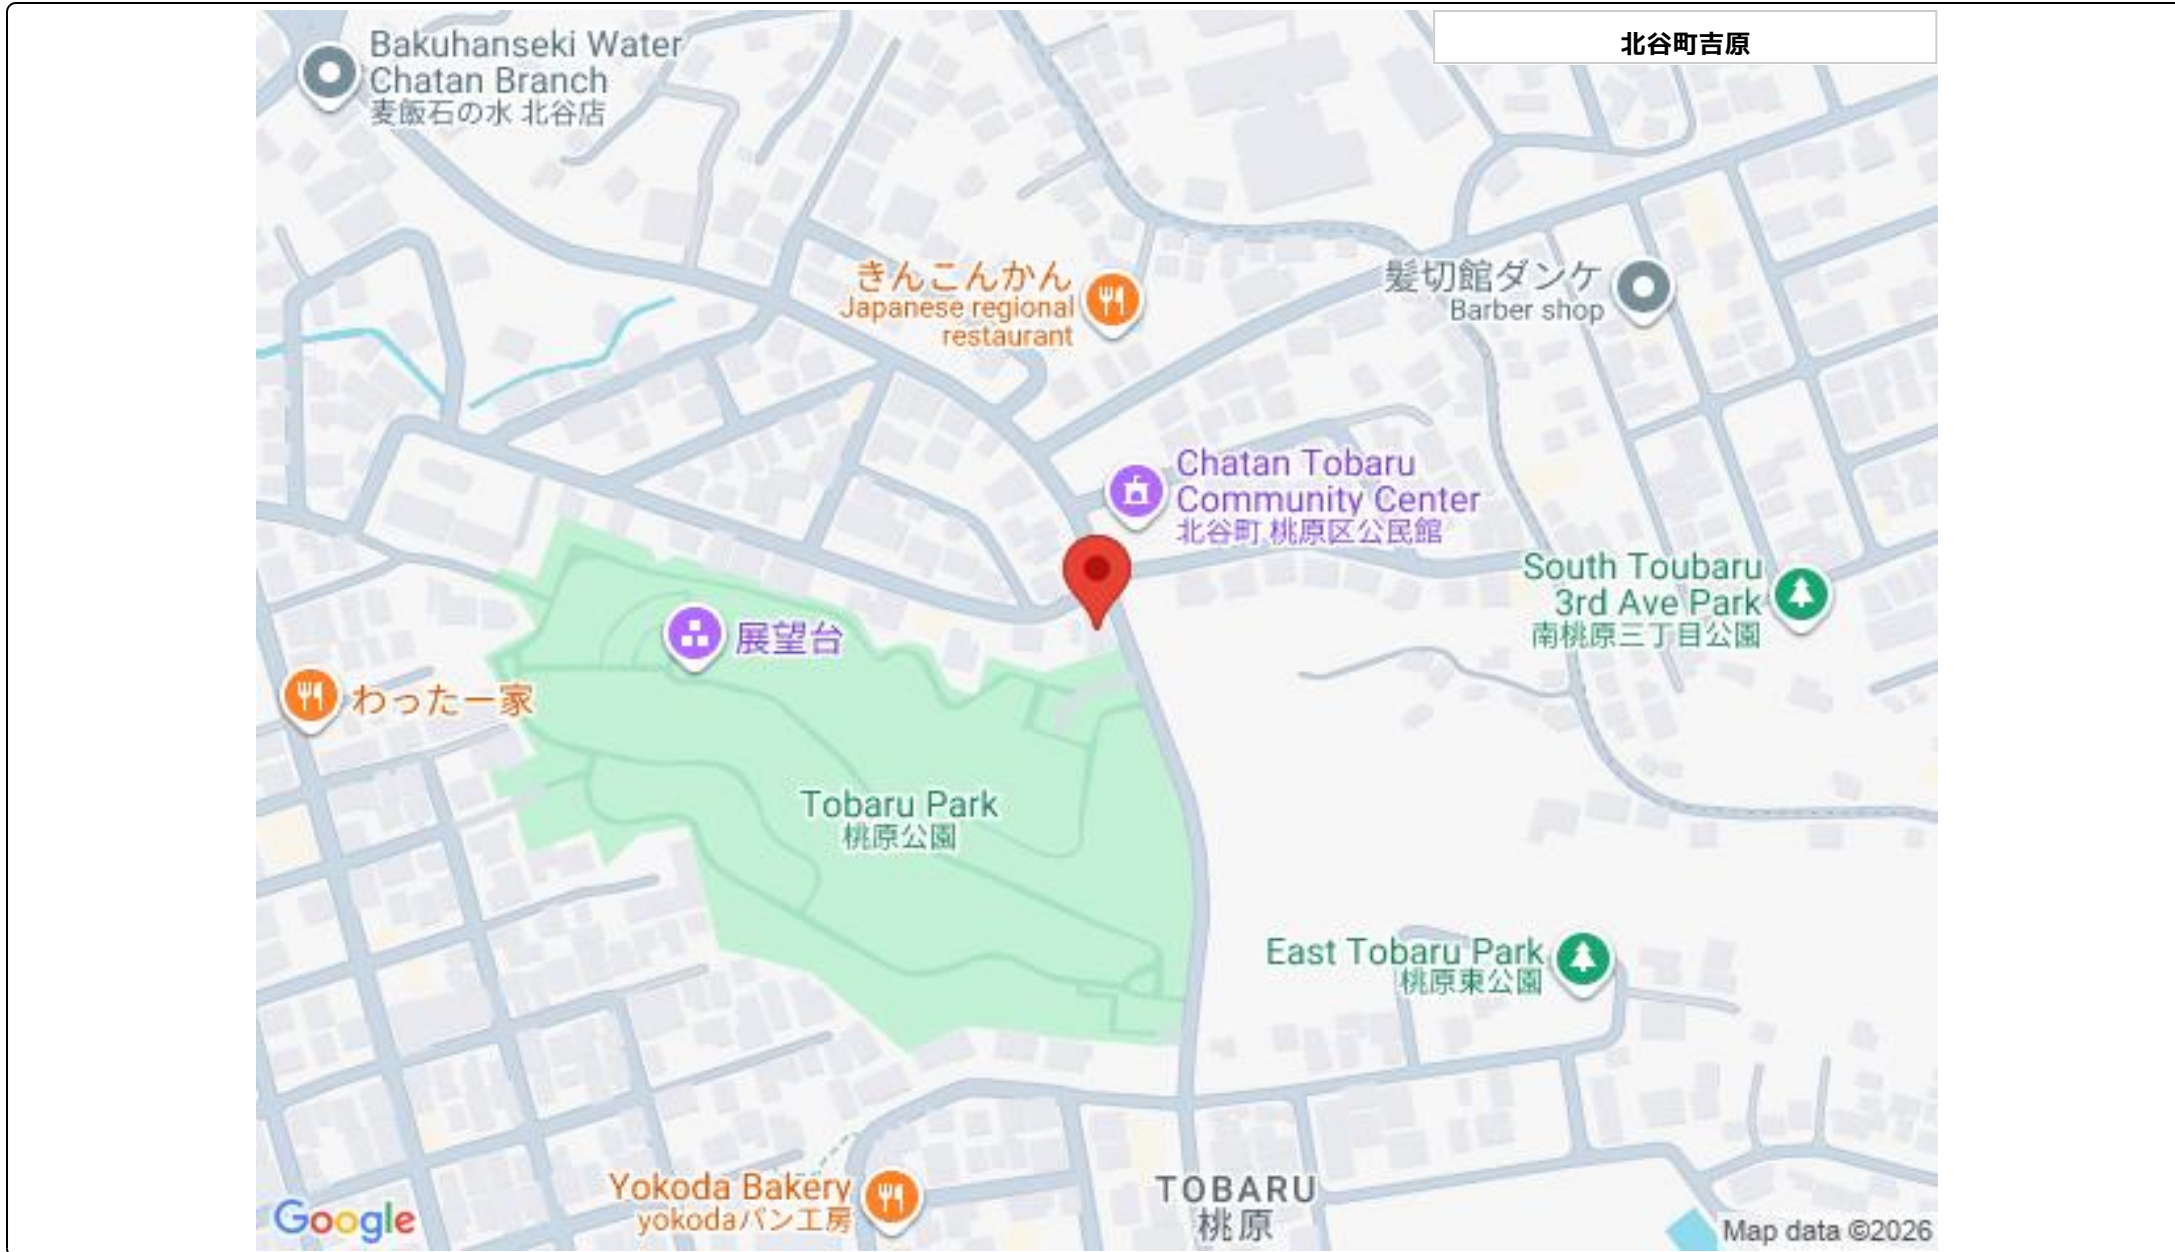 北谷町吉原
Bakuhanseki Water
Chatan Branch
麦飯石の水 北谷店
きんこんかん
Japanese regional
restaurant
髪切館ダンケ
Barber shop
Chatan Tobaru
Community Center
北谷町 桃原区公民館
South Toubaru
3rd Ave Park
南桃原三丁目公園
展望台
わったー家
Tobaru Park
桃原公園
East Tobaru Park
桃原東公園
Yokoda Bakery
yokodaパン工房
TOBARU
桃原
Google
Map data ©2026